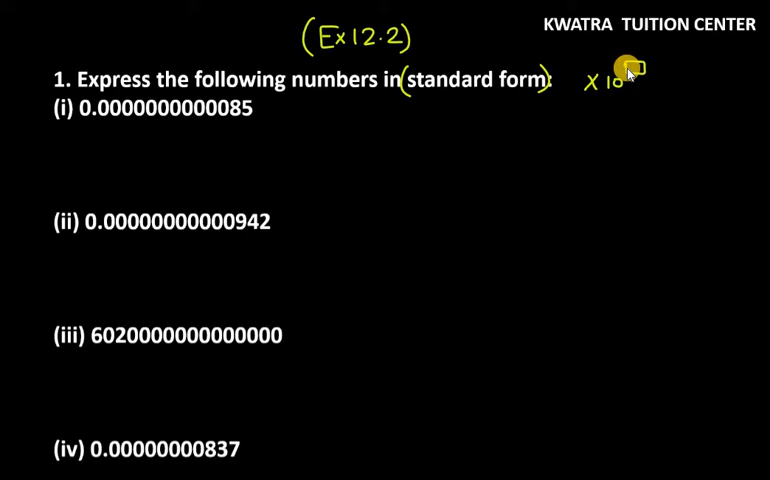 KWATRA TUITION CENTER
(Ex 12.2)
1. Express the following numbers in (standard form): × 10
(i) 0.0000000000085
(ii) 0.00000000000942
(iii) 6020000000000000
(iv) 0.00000000837